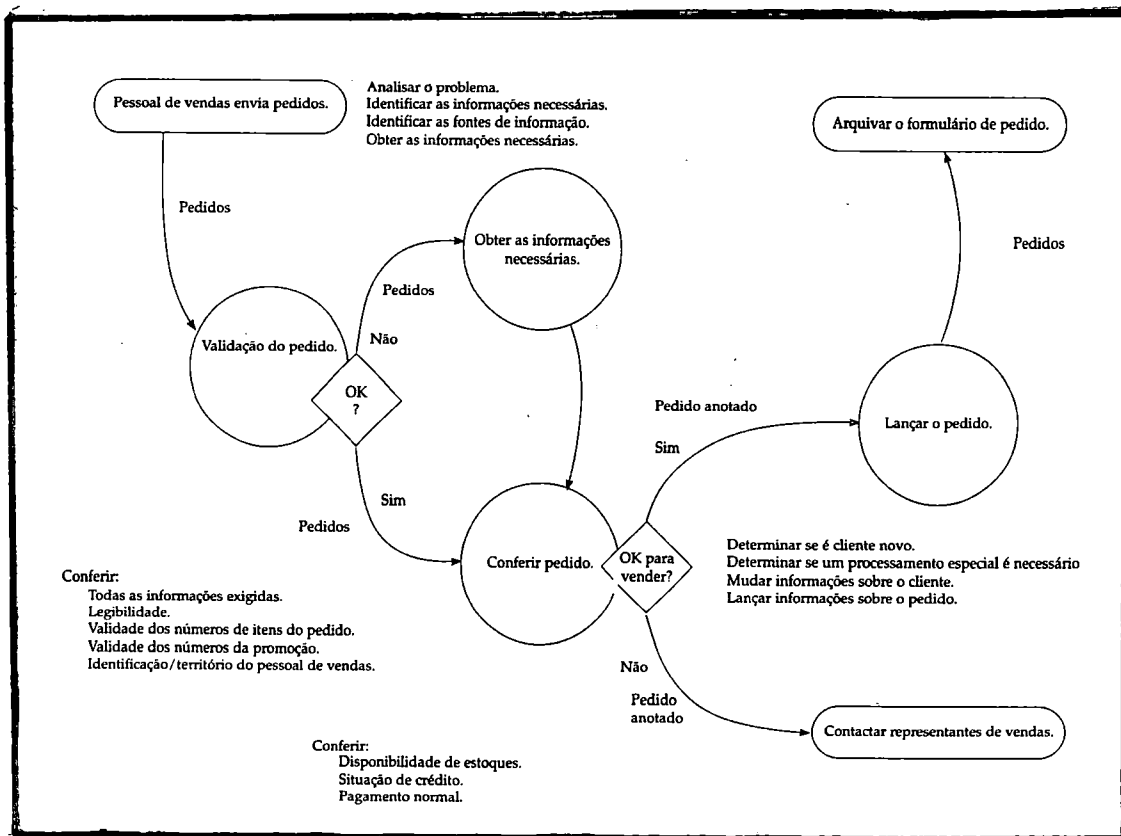 Pessoal de vendas envia pedidos.
Analisar o problema.
Identificar as informações necessárias.
Identificar as fontes de informação.
Obter as informações necessárias.
Arquivar o formulário de pedido.
Pedidos
Obter as informações
necessárias.
Pedidos
Pedidos
Não
Validação do pedido.
OK
?
Pedido anotado
Sim
Lançar o pedido.
Sim
Pedidos
Conferir pedido.
OK para
vender?
Determinar se é cliente novo.
Determinar se um processamento especial é necessário
Mudar informações sobre o cliente.
Lançar informações sobre o pedido.
Conferir:
Todas as informações exigidas.
Legibilidade.
Validade dos números de itens do pedido.
Validade dos números da promoção.
Identificação/território do pessoal de vendas.
Não
Pedido
anotado
Contactar representantes de vendas.
Conferir:
Disponibilidade de estoques.
Situação de crédito.
Pagamento normal.